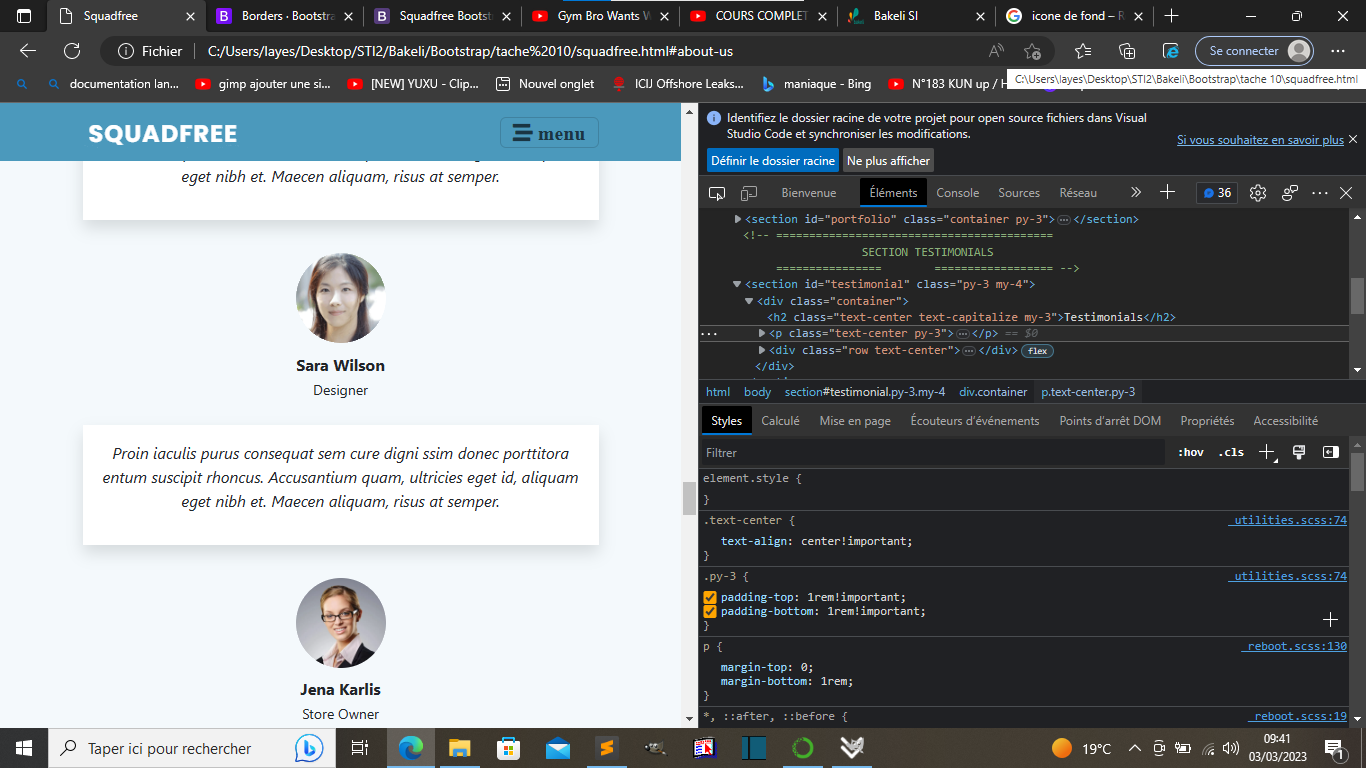 Squadfree
Borders · Bootstra
Squadfree Boots
Gym Bro Wants
COURS COMPLET
Bakeli SI
icone de fond – R
Fichier
C:/Users/layes/Desktop/STI2/Bakeli/Bootstrap/tache%2010/squadfree.html#about-us
Se connecter
documentation lan...
gimp ajouter une si...
[NEW] YUXU - Clip...
Nouvel onglet
ICIJ Offshore Leaks...
maniaque - Bing
N°183 KUN up / H
C:\Users\layes\Desktop\STI2\Bakeli\Bootstrap\tache 10\squadfree.html
SQUADFREE
menu
eget nibh et. Maecen aliquam, risus at semper.
Sara Wilson
Designer
Proin iaculis purus consequat sem cure digni ssim donec porttitora
entum suscipit rhoncus. Accusantium quam, ultricies eget id, aliquam
eget nibh et. Maecen aliquam, risus at semper.
Jena Karlis
Store Owner
Identifiez le dossier racine de votre projet pour open source fichiers dans Visual
Studio Code et synchroniser les modifications.
Si vous souhaitez en savoir plus
Définir le dossier racine
Ne plus afficher
Bienvenue
Éléments
Console
Sources
Réseau
36
<section id="portfolio" class="container py-3"> ... </section>
<!-- ==========================================
SECTION TESTIMONIALS
================ ================== -->
<section id="testimonial" class="py-3 my-4">
<div class="container">
<h2 class="text-center text-capitalize my-3">Testimonials</h2>
... <p class="text-center py-3"> ... </p> == $0
<div class="row text-center"> ... </div> flex
</div>
html body section#testimonial.py-3.my-4 div.container p.text-center.py-3
Styles
Calculé
Mise en page
Écouteurs d'événements
Points d'arrêt DOM
Propriétés
Accessibilité
Filtrer
:hov .cls
element.style {
}
.text-center {
_utilities.scss:74
text-align: center!important;
}
.py-3 {
_utilities.scss:74
padding-top: 1rem!important;
padding-bottom: 1rem!important;
}
p {
_reboot.scss:130
margin-top: 0;
margin-bottom: 1rem;
}
*, ::after, ::before {
_reboot.scss:19
Taper ici pour rechercher
19°C
09:41
03/03/2023
1